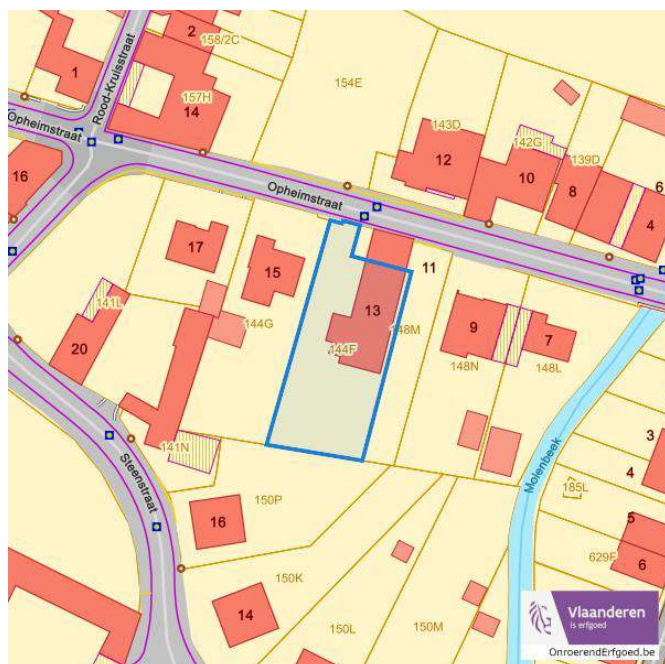 1
2
158/2C
Rood-Kruisstraat
157H
14
154E
Opheimstraat
143D
142G
12
10
139D
8
6
4
16
Opheimstraat
17
15
11
13
144G
148M
144F
141L
20
9
7
148N
148L
141N
Steenstraat
Molenbeek
3
4
185L
150P
16
5
629E
6
150K
14
150L
150M
Vlaanderen
is erfgoed
OnroerendErfgoed.be